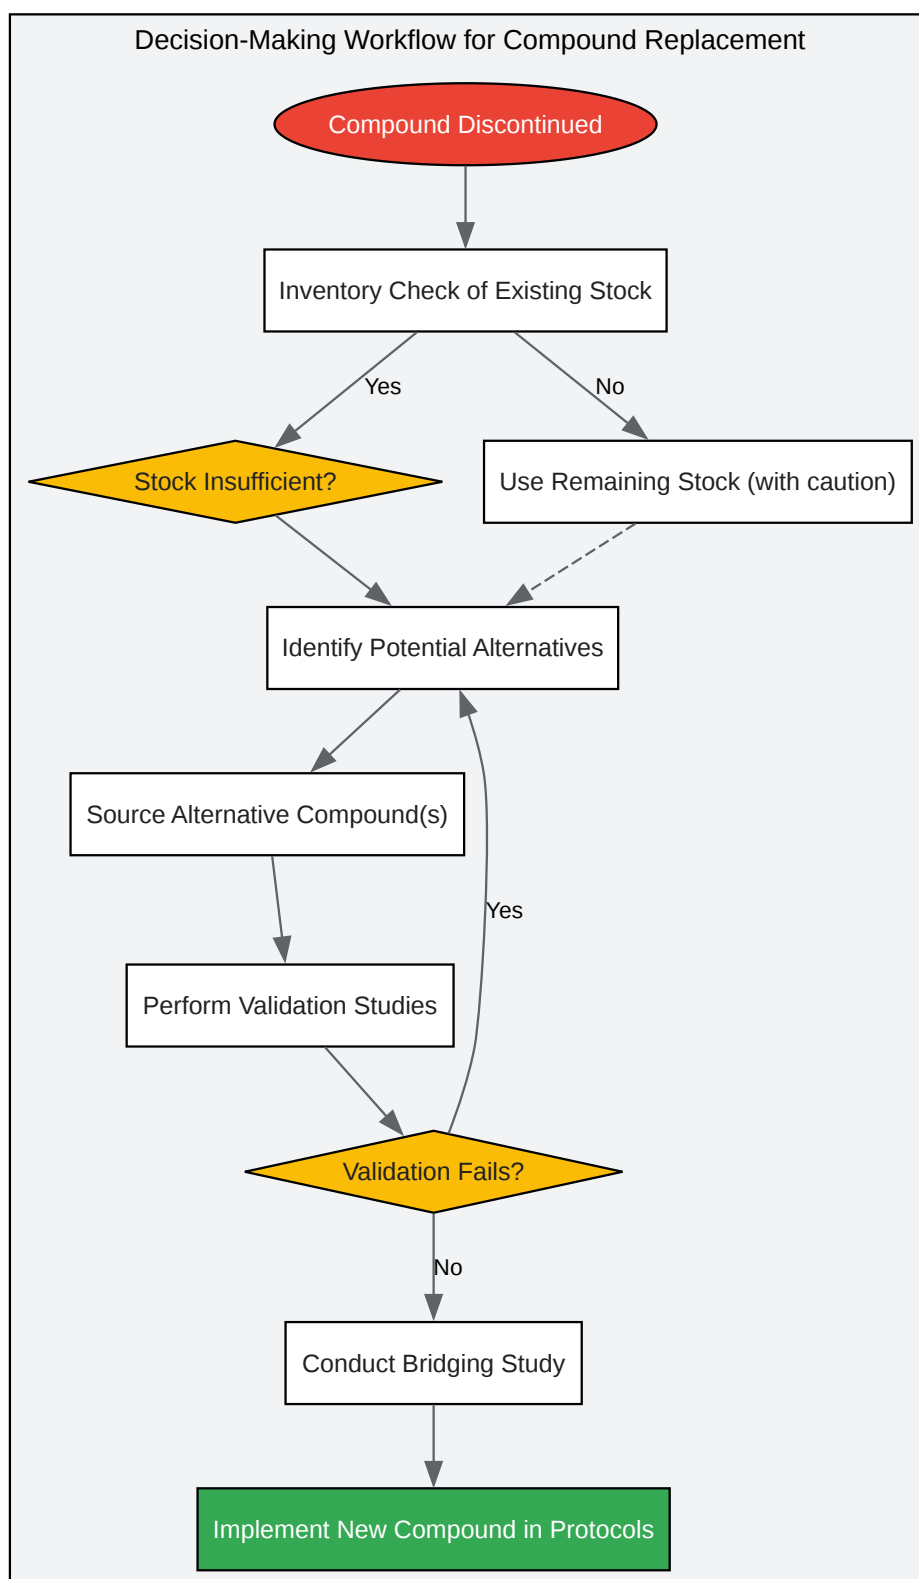 Decision-Making Workflow for Compound Replacement
Compound Discontinued
Inventory Check of Existing Stock
Yes
No
Stock Insufficient?
Use Remaining Stock (with caution)
Identify Potential Alternatives
Source Alternative Compound(s)
Yes
Perform Validation Studies
Validation Fails?
No
Conduct Bridging Study
Implement New Compound in Protocols